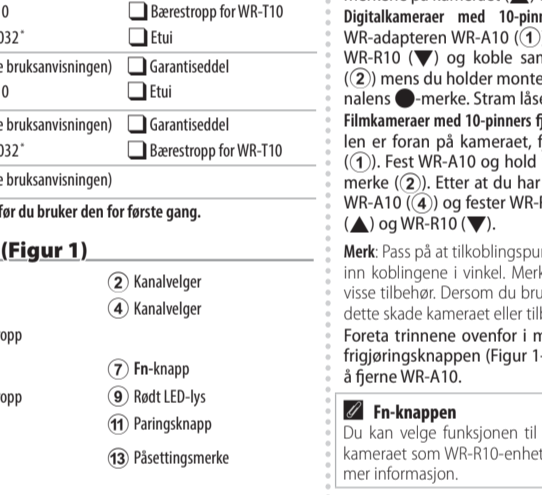 0 ☐ Bærestropp for WR-T10
032* ☐ Etui
e bruksanvisningen) ☐ Garantiseddel
0 ☐ Etui
e bruksanvisningen) ☐ Garantiseddel
032* ☐ Bærestropp for WR-T10
e bruksanvisningen)
før du bruker den for første gang.
(Figur 1)
② Kanalvelger
④ Kanalvelger
opp
⑦ Fn-knapp
opp ⑨ Rødt LED-lys
⑪ Paringsknapp
⑬ Påsettingsmerke
Digitalkameraer med 10-pinn
WR-adapteren WR-A10 (①
WR-R10 (▼) og koble sam
(②) mens du holder monte
nalens ●-merke. Stram låse
Filmkameraer med 10-pinners fj
len er foran på kameraet, f
(①). Fest WR-A10 og hold
merke (②). Etter at du har
WR-A10 (④) og fester WR-R
(▲) og WR-R10 (▼).
Merk: Pass på at tilkoblingspu
inn koblingene i vinkel. Merk
visse tilbehør. Dersom du bru
dette skade kameraet eller till
Foreta trinnene ovenfor i m
frigjøringsknappen (Figur 1-
å fjerne WR-A10.
Fn-knappen
Du kan velge funksjonen til
kameraet som WR-R10-enhet
mer informasjon.